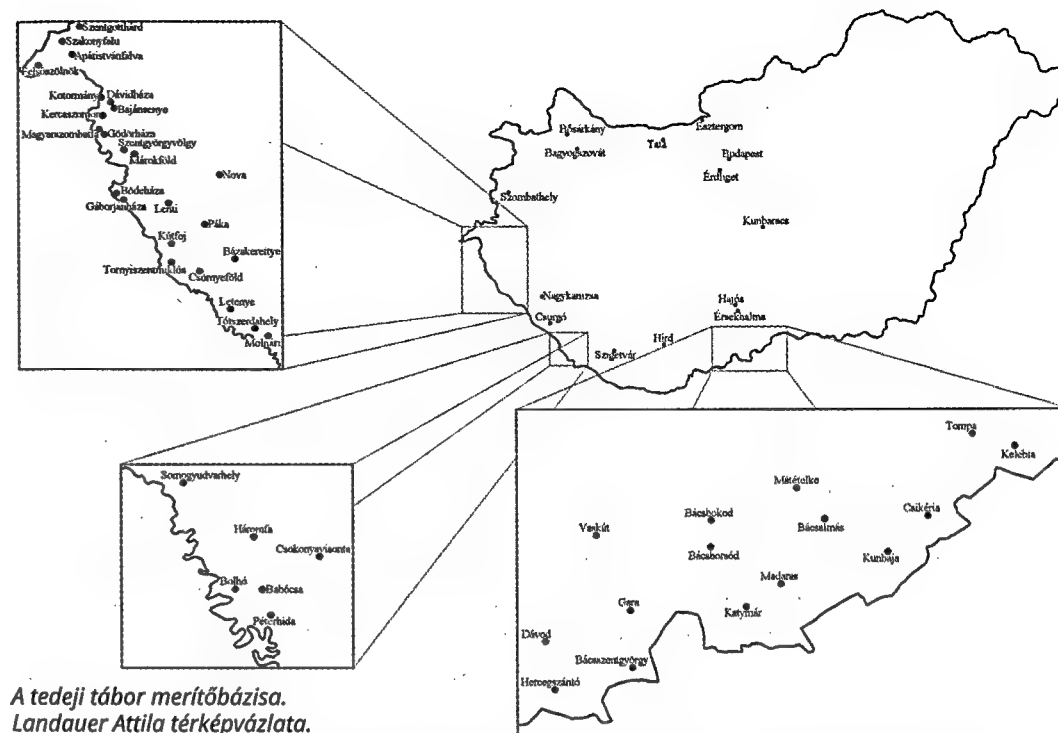 Szentgotthárd
Szakonyfalu
Apátistvánfalva
Felsőszölnök
Kotormány
Dávidháza
Bajánsenye
Kercaszomor
Magyarszombatfa
Gödörháza
Szentgyörgyvölgy
Márokföld
Nova
Bödeháza
Gáborjánháza
Lenti
Páka
Kútfej
Bázakerettye
Tornyiszentmiklós
Csörnyeföld
Letenye
Tótszerdahely
Molnári
Bősárkány
Esztergom
Tata
Bagyogszovát
Budapest
Érdliget
Szombathely
Kunbaracs
Nagykanizsa
Hajós
Érsekhalma
Csurgó
Hird
Szigetvár
Somogyudvarhely
Háromfa
Csokonyavisonta
Bolhó
Babócsa
Péterhida
Tompa
Kelebia
Mátételke
Csikéria
Bácsbokod
Bácsalmás
Vaskút
Bácsborsód
Kunbaja
Madaras
Gara
Katymár
Dávod
Bácsszentgyörgy
Hercegszántó
A tedeji tábor merítőbázisa.
Landauer Attila térképvázlata.